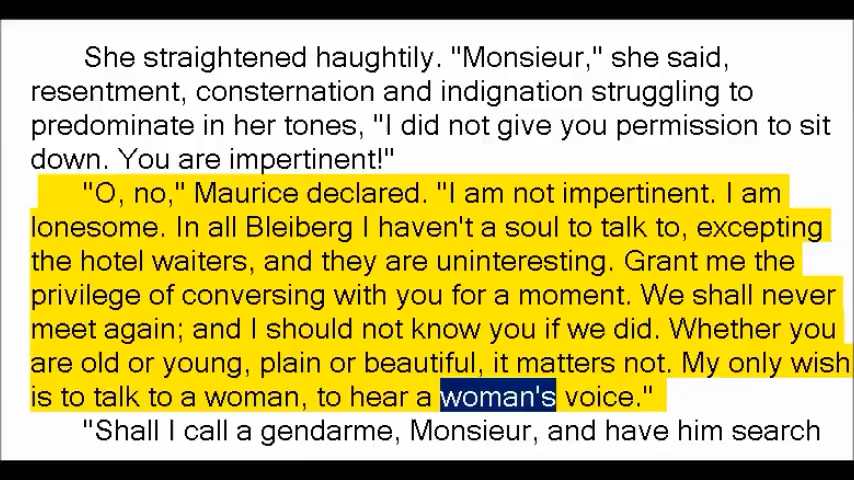 She straightened haughtily. "Monsieur," she said,
resentment, consternation and indignation struggling to
predominate in her tones, "I did not give you permission to sit
down. You are impertinent!"
"O, no," Maurice declared. "I am not impertinent. I am
lonesome. In all Bleiberg I haven't a soul to talk to, excepting
the hotel waiters, and they are uninteresting. Grant me the
privilege of conversing with you for a moment. We shall never
meet again; and I should not know you if we did. Whether you
are old or young, plain or beautiful, it matters not. My only wish
is to talk to a woman, to hear a woman's voice."
"Shall I call a gendarme, Monsieur, and have him search